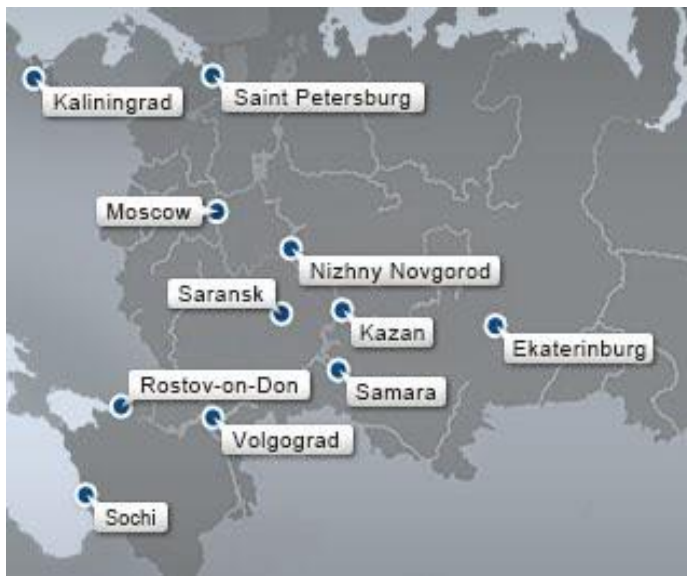 Kaliningrad
Saint Petersburg
Moscow
Nizhny Novgorod
Saransk
Kazan
Ekaterinburg
Rostov-on-Don
Samara
Volgograd
Sochi